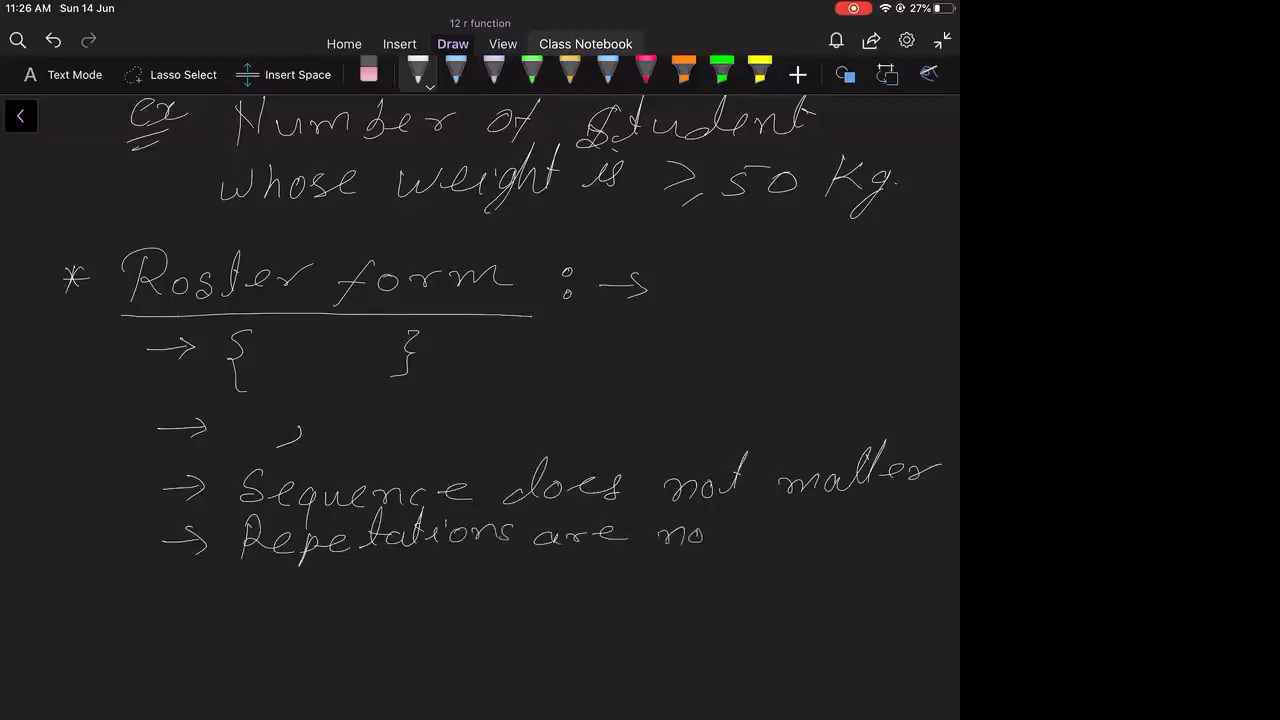 11:26 AM Sun 14 Jun
27%
12 r function
Home Insert Draw View Class Notebook
A Text Mode Lasso Select Insert Space
Ex Number of Student
whose weight is ≥ 50 Kg.
* Roster form : →
→ { }
→ ,
→ Sequence does not matter
→ Repetations are no